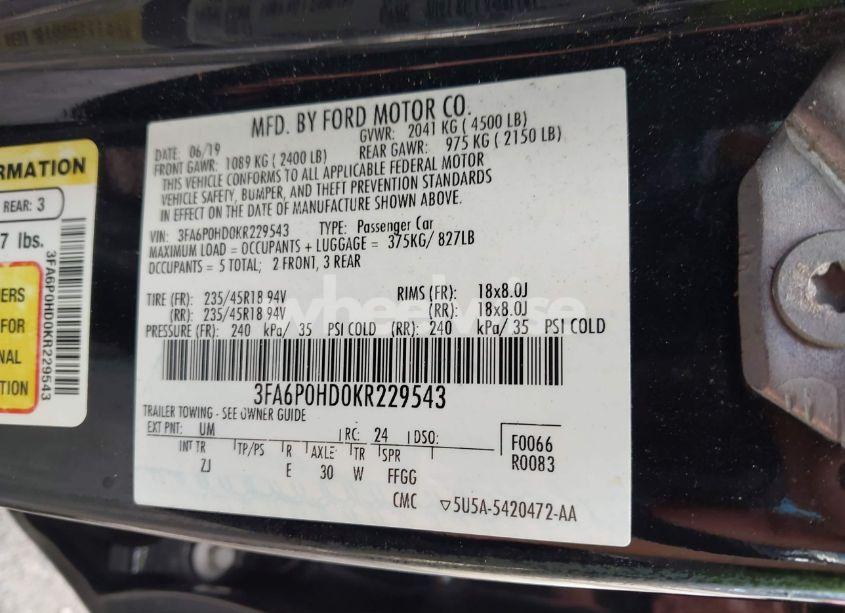 MFD. BY FORD MOTOR CO.
DATE: 06/19 GVWR: 2041 KG ( 4500 LB)
FRONT GAWR: 1089 KG ( 2400 LB) REAR GAWR: 975 KG ( 2150 LB)
THIS VEHICLE CONFORMS TO ALL APPLICABLE FEDERAL MOTOR
VEHICLE SAFETY, BUMPER, AND THEFT PREVENTION STANDARDS
IN EFFECT ON THE DATE OF MANUFACTURE SHOWN ABOVE.
VIN: 3FA6P0HD0KR229543 TYPE: Passenger Car
MAXIMUM LOAD = OCCUPANTS + LUGGAGE = 375KG/ 827LB
OCCUPANTS = 5 TOTAL; 2 FRONT, 3 REAR
TIRE (FR): 235/45R18 94V RIMS (FR): 18x8.0J
(RR): 235/45R18 94V (RR): 18x8.0J
PRESSURE (FR): 240 kPa/ 35 PSI COLD (RR): 240 kPa/ 35 PSI COLD
3FA6P0HD0KR229543
TRAILER TOWING - SEE OWNER GUIDE
EXT PNT: UM RC: 24 DSO: F0066
INT TR TP/PS R AXLE TR SPR R0083
ZJ E 30 W FFGG
CMC 5U5A-5420472-AA
ORMATION
REAR: 3
7 lbs.
3FA6P0HD0KR229543
FOR
wheelwise